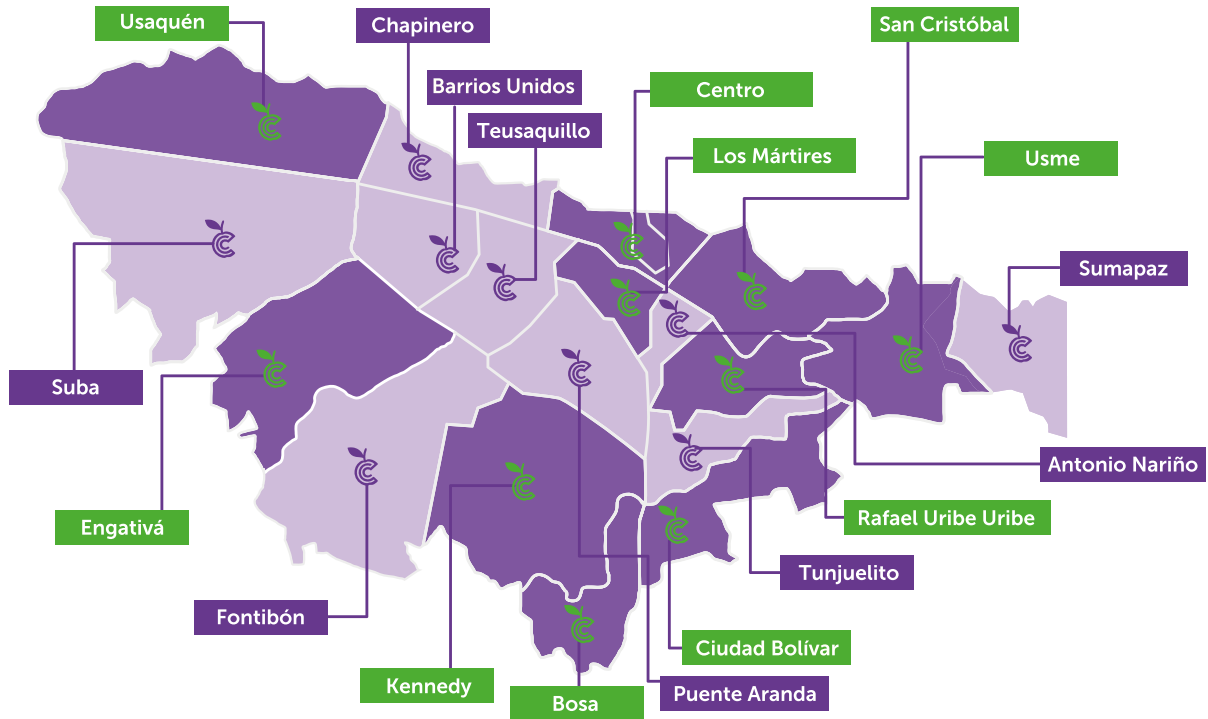 Usaquén
Chapinero
San Cristóbal
Barrios Unidos
Centro
Teusaquillo
Los Mártires
Usme
Sumapaz
Suba
Antonio Nariño
Engativá
Rafael Uribe Uribe
Tunjuelito
Fontibón
Ciudad Bolívar
Kennedy
Puente Aranda
Bosa